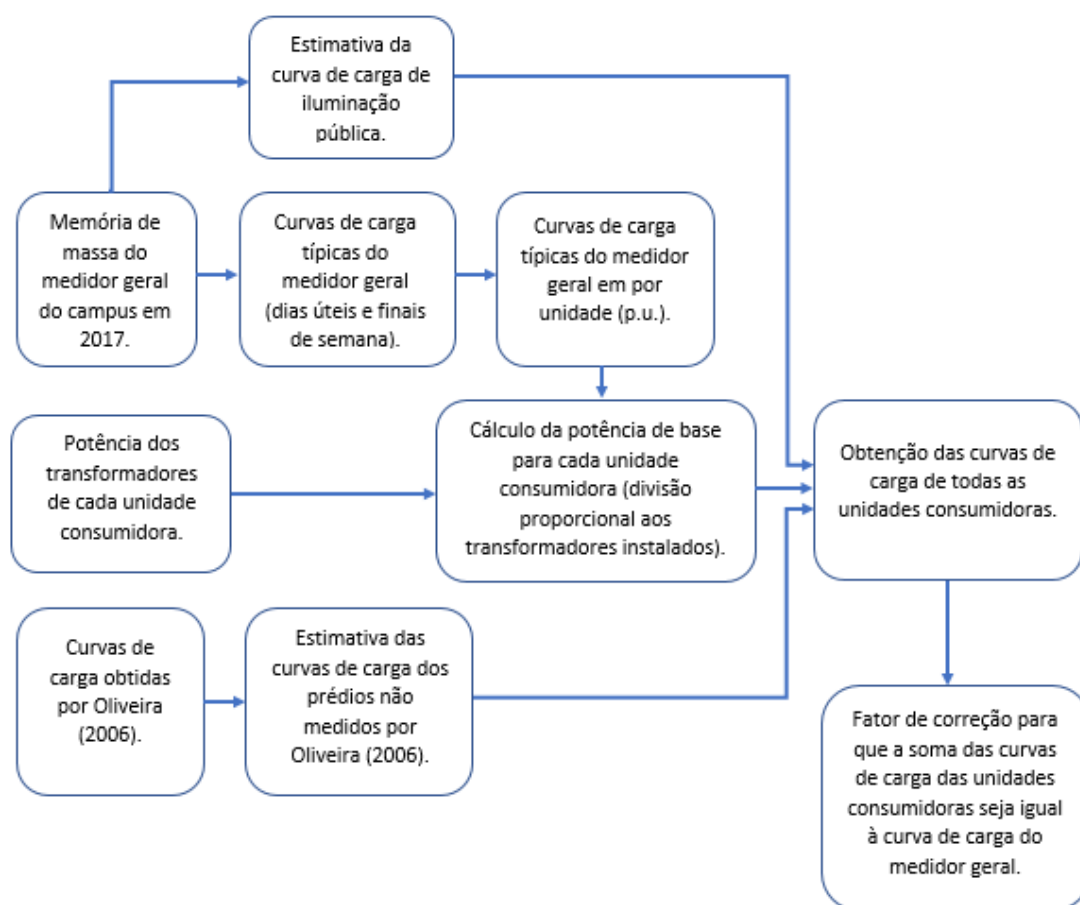 Estimativa da
curva de carga de
iluminação
pública.
Memória de
massa do
medidor geral
do campus em
2017.
Curvas de carga
típicas do
medidor geral
(dias úteis e finais
de semana).
Curvas de carga
típicas do medidor
geral em por
unidade (p.u.).
Potência dos
transformadores
de cada unidade
consumidora.
Cálculo da potência de base
para cada unidade
consumidora (divisão
proporcional aos
transformadores instalados).
Obtenção das curvas de
carga de todas as
unidades consumidoras.
Curvas de
carga obtidas
por Oliveira
(2006).
Estimativa das
curvas de carga dos
prédios não
medidos por
Oliveira (2006).
Fator de correção para
que a soma das curvas
de carga das unidades
consumidoras seja igual
à curva de carga do
medidor geral.